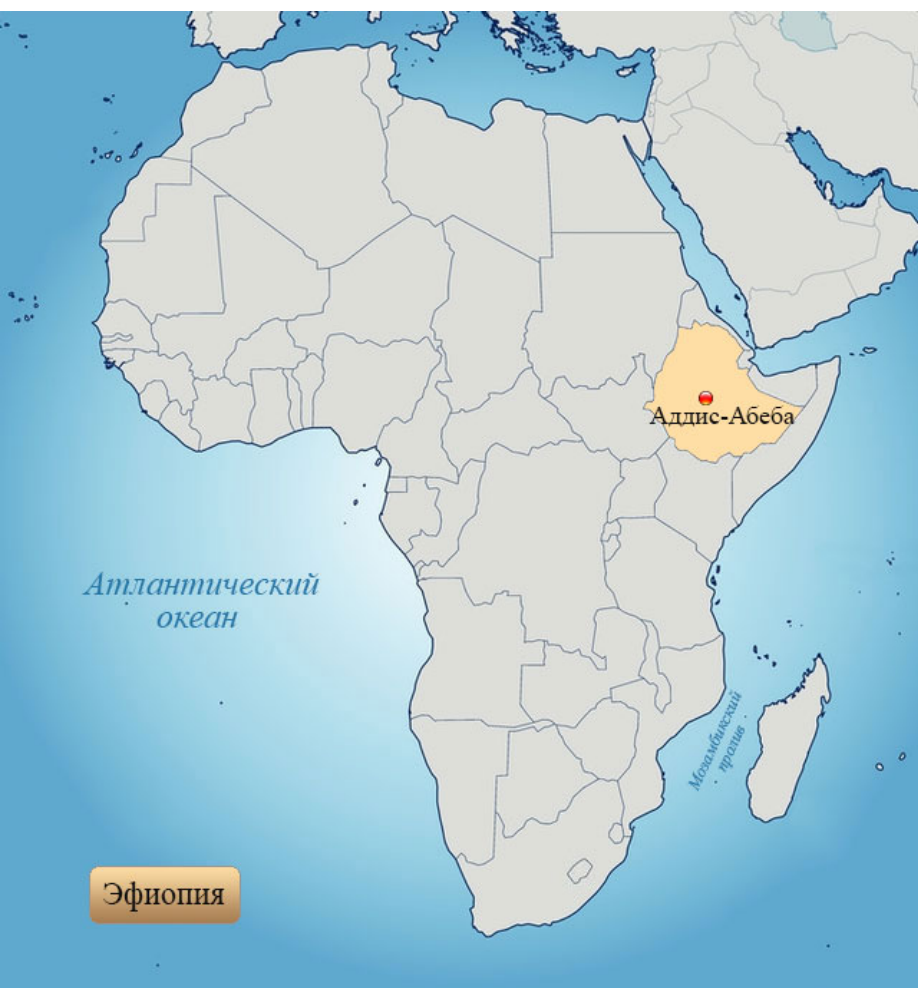 Аддис-Абеба
Атлантический
океан
Мозамбикский
пролив
Эфиопия